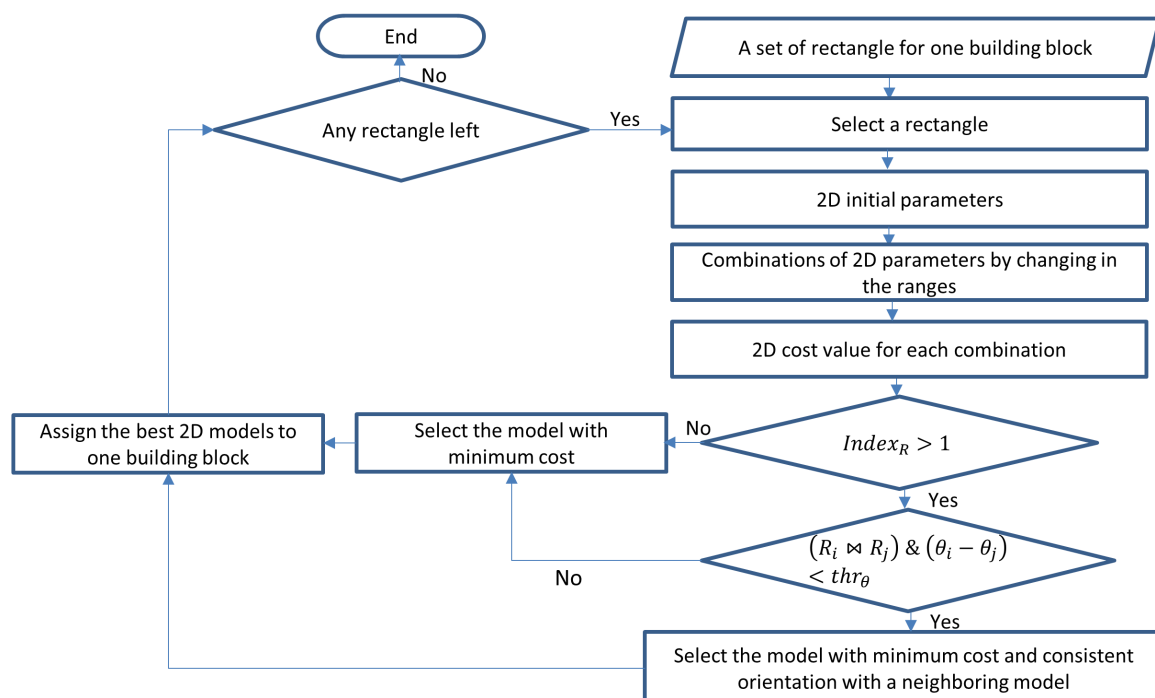 End
A set of rectangle for one building block
No
Any rectangle left
Yes
Select a rectangle
2D initial parameters
Combinations of 2D parameters by changing in
the ranges
2D cost value for each combination
Assign the best 2D models to
one building block
Select the model with
minimum cost
No
Index_R > 1
Yes
(R_i ⋈ R_j) & (θ_i − θ_j)
< thr_θ
No
Yes
Select the model with minimum cost and consistent
orientation with a neighboring model